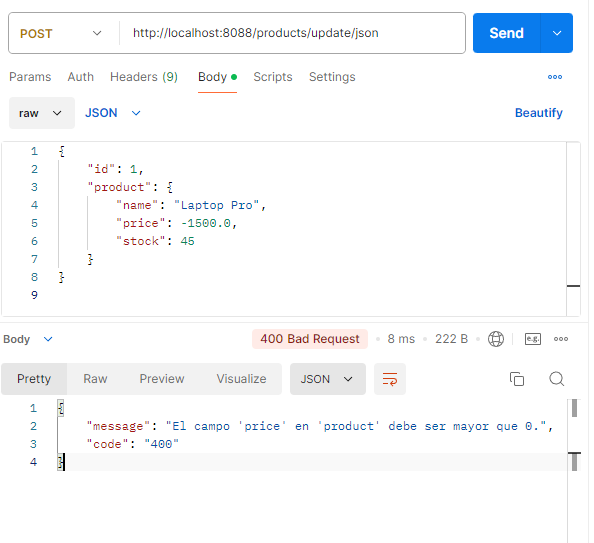 POST http://localhost:8088/products/update/json Send
Params Auth Headers (9) Body Scripts Settings
raw JSON Beautify
1 {
2 "id": 1,
3 "product": {
4 "name": "Laptop Pro",
5 "price": -1500.0,
6 "stock": 45
7 }
8 }
9
Body 400 Bad Request 8 ms 222 B e.g.
Pretty Raw Preview Visualize JSON
1 {
2 "message": "El campo 'price' en 'product' debe ser mayor que 0.",
3 "code": "400"
4 }